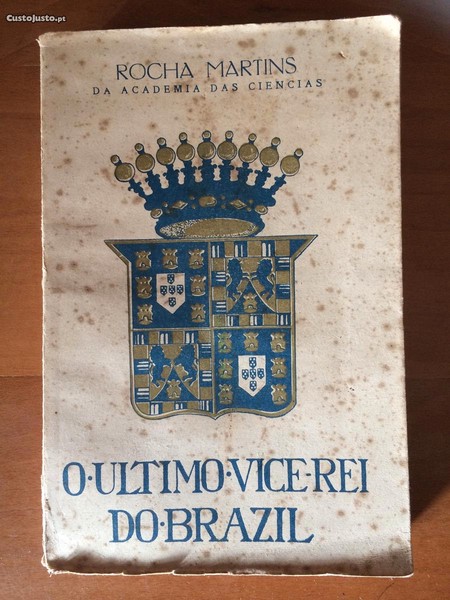 CustoJusto.pt
ROCHA MARTINS
DA ACADEMIA DAS CIENCIAS
O·ULTIMO·VICE-REI
DO·BRAZIL